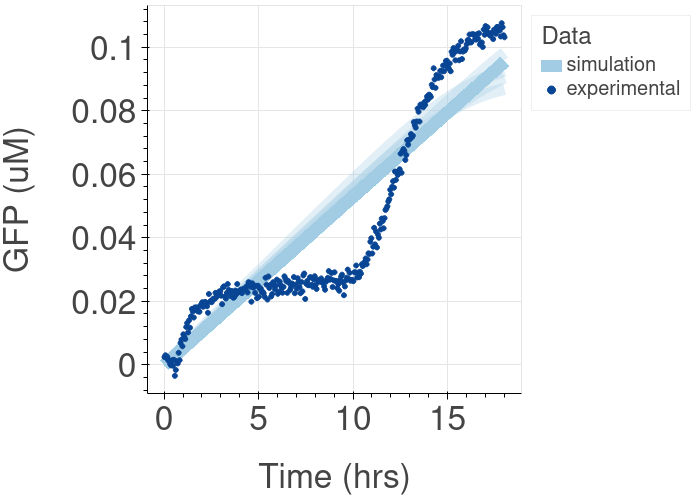 GFP (uM)
0.1
0.08
0.06
0.04
0.02
0
0 5 10 15
Time (hrs)
Data
simulation
experimental